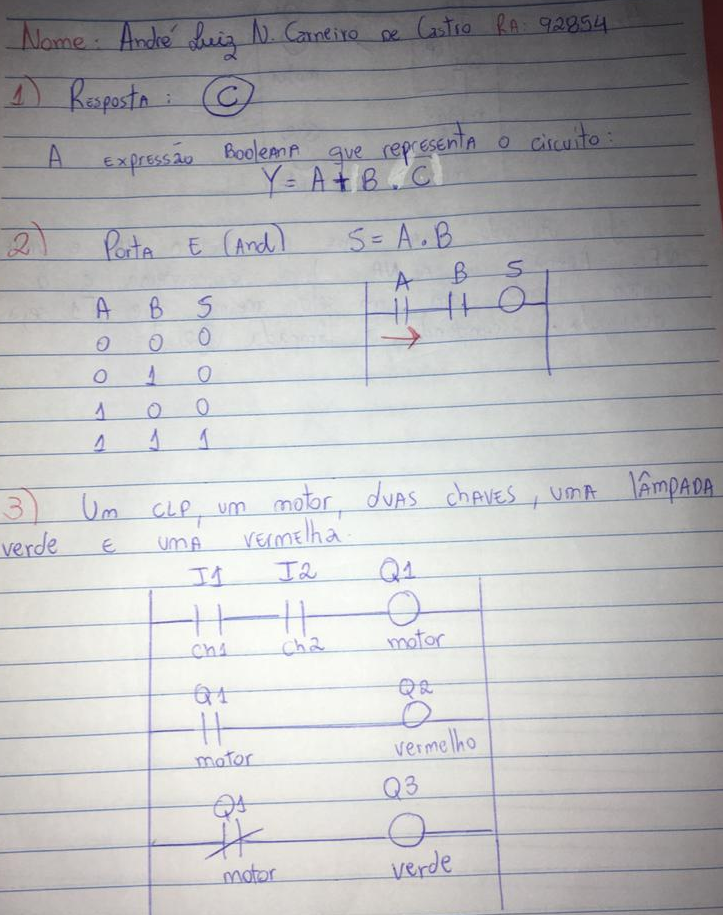 Nome: André Luiz N. Carneiro de Castro RA: 92854
1) Resposta: C
A Expressão Booleana que representa o circuito:
Y = A + B . C
2) Porta E (And) S = A . B
A B S
A B S
0 0 0
0 1 0
1 0 0
1 1 1
3) Um CLP, um motor, duas chaves, uma lâmpada
verde e uma vermelha.
I1 I2 Q1
ch1 ch2 motor
Q1 Q2
motor vermelho
Q1 Q3
motor verde